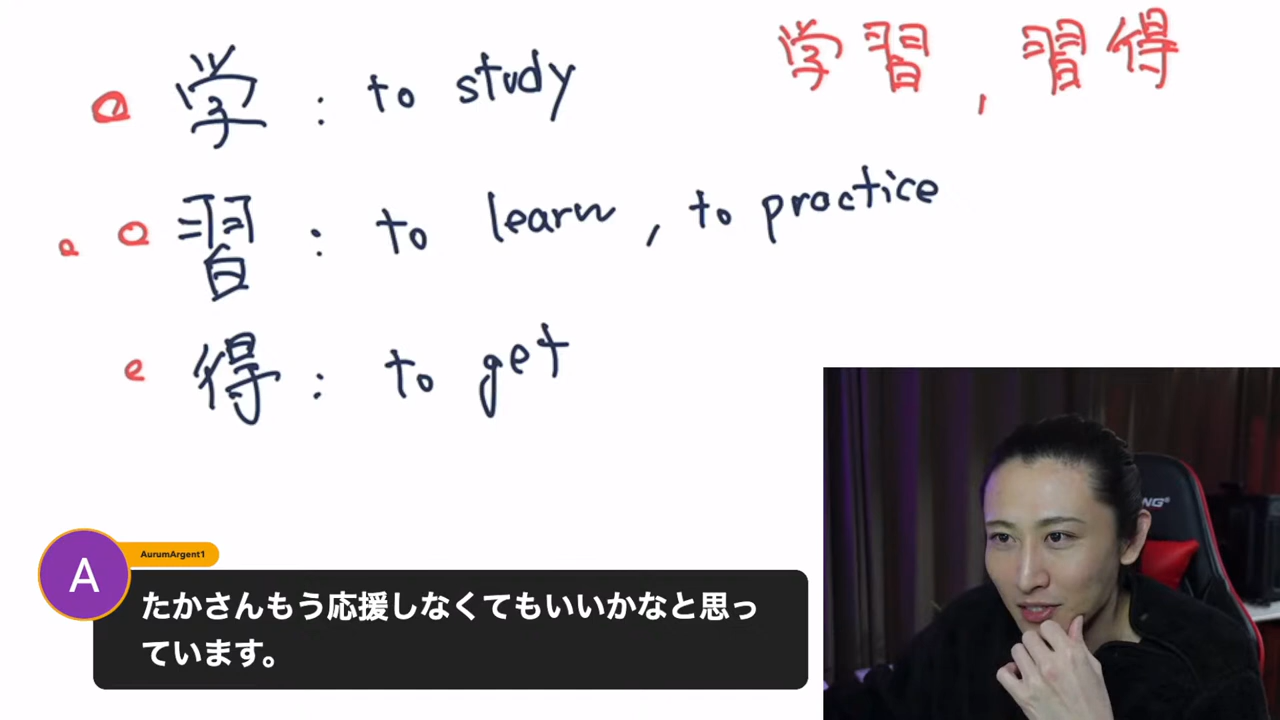 学 : to study
学習 , 習得
習 : to learn , to practice
得 : to get
A
AurumArgent1
たかさんもう応援しなくてもいいかなと思っ
ています。